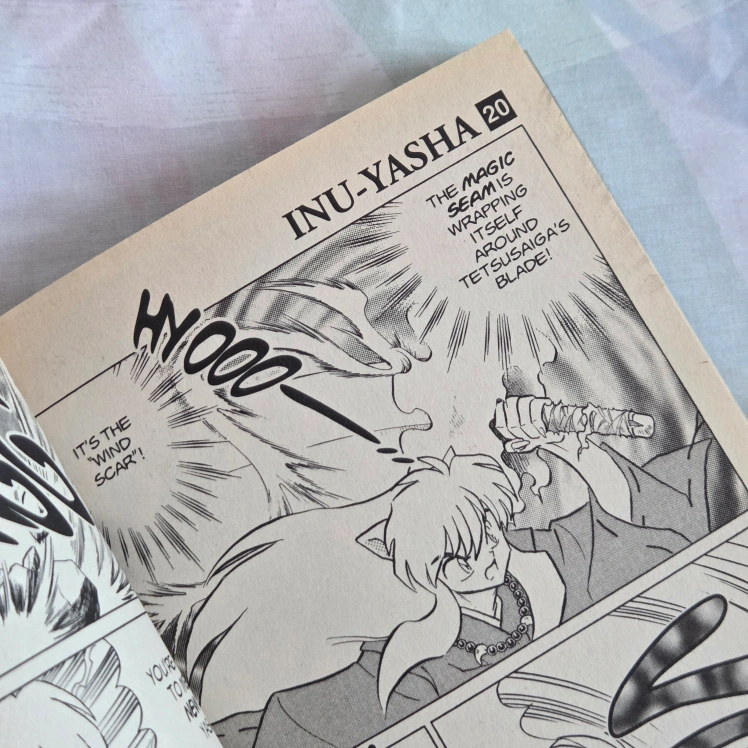 INU-YASHA 20
THE MAGIC
SEAM IS
WRAPPING
ITSELF
AROUND
TETSUSAIGA'S
BLADE!
HYOOO—
IT'S THE
"WIND
SCAR"!